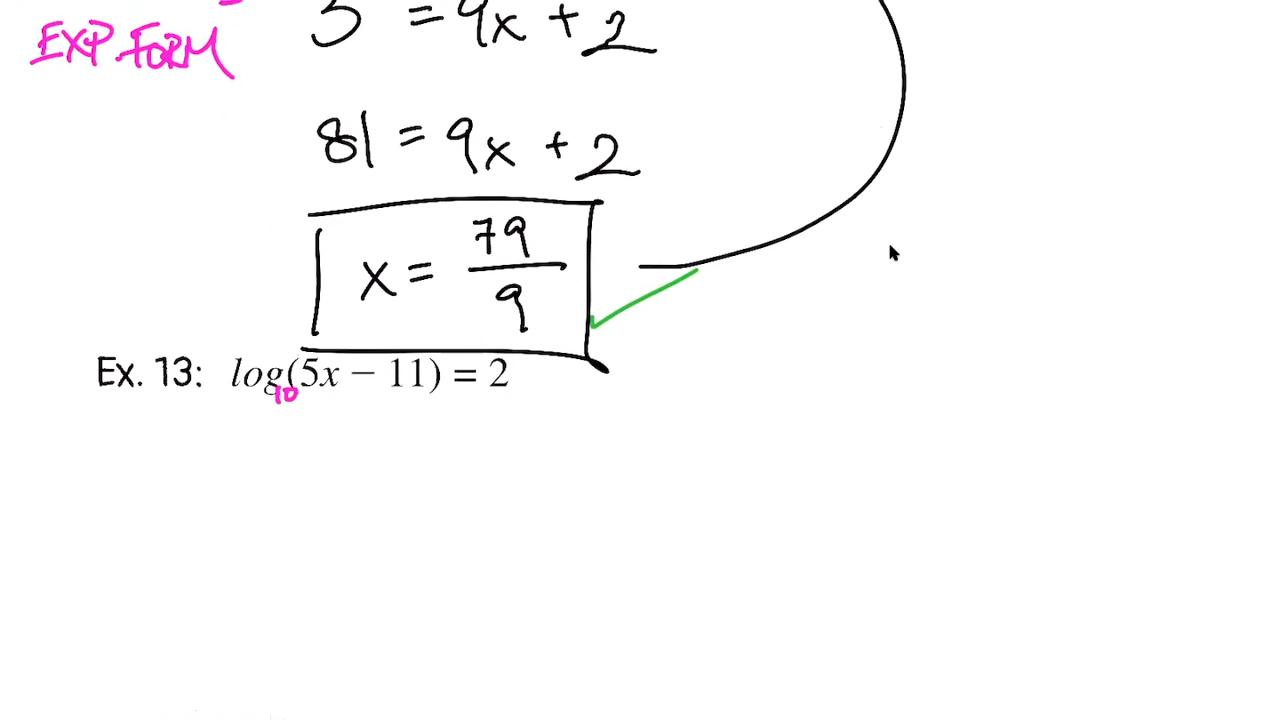 3 = 9x + 2
EXP. FORM
81 = 9x + 2
x = 79/9
Ex. 13: log₁₀(5x − 11) = 2